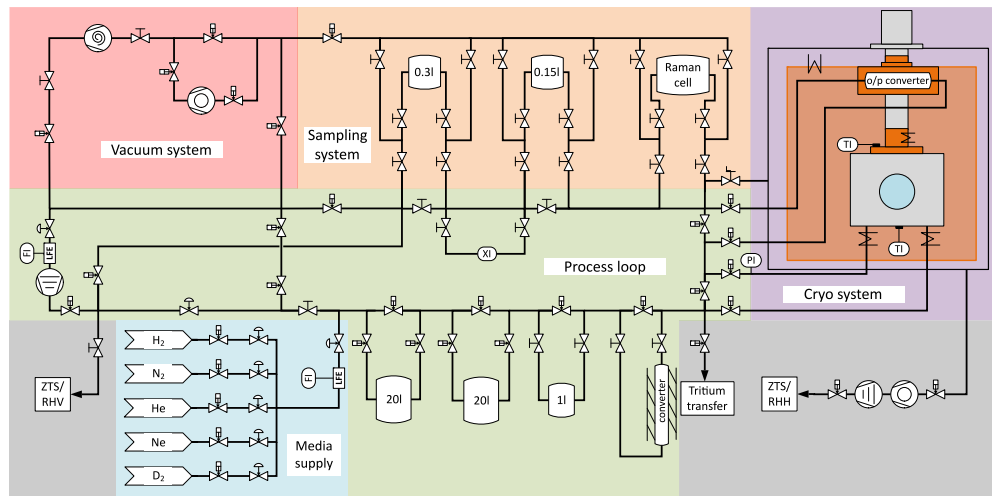 0.3l
0.15l
Raman
cell
o/p converter
Vacuum system
Sampling
system
TI
TI
FI
LFE
XI
Process loop
PI
Cryo system
H₂
N₂
He
Ne
D₂
FI
LFE
Media
supply
ZTS/
RHV
20l
20l
1l
converter
Tritium
transfer
ZTS/
RHH